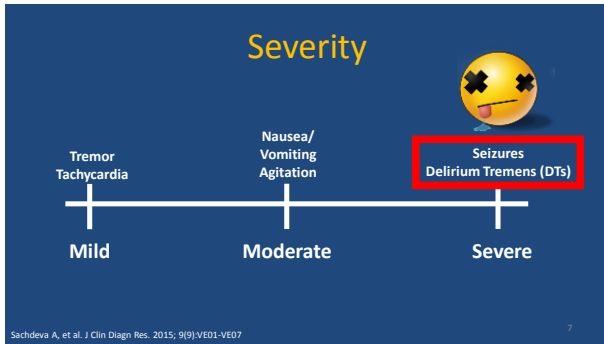 Severity
Tremor
Tachycardia
Nausea/
Vomiting
Agitation
Seizures
Delirium Tremens (DTs)
Mild
Moderate
Severe
Sachdeva A, et al. J Clin Diagn Res. 2015; 9(9):VE01-VE07
7